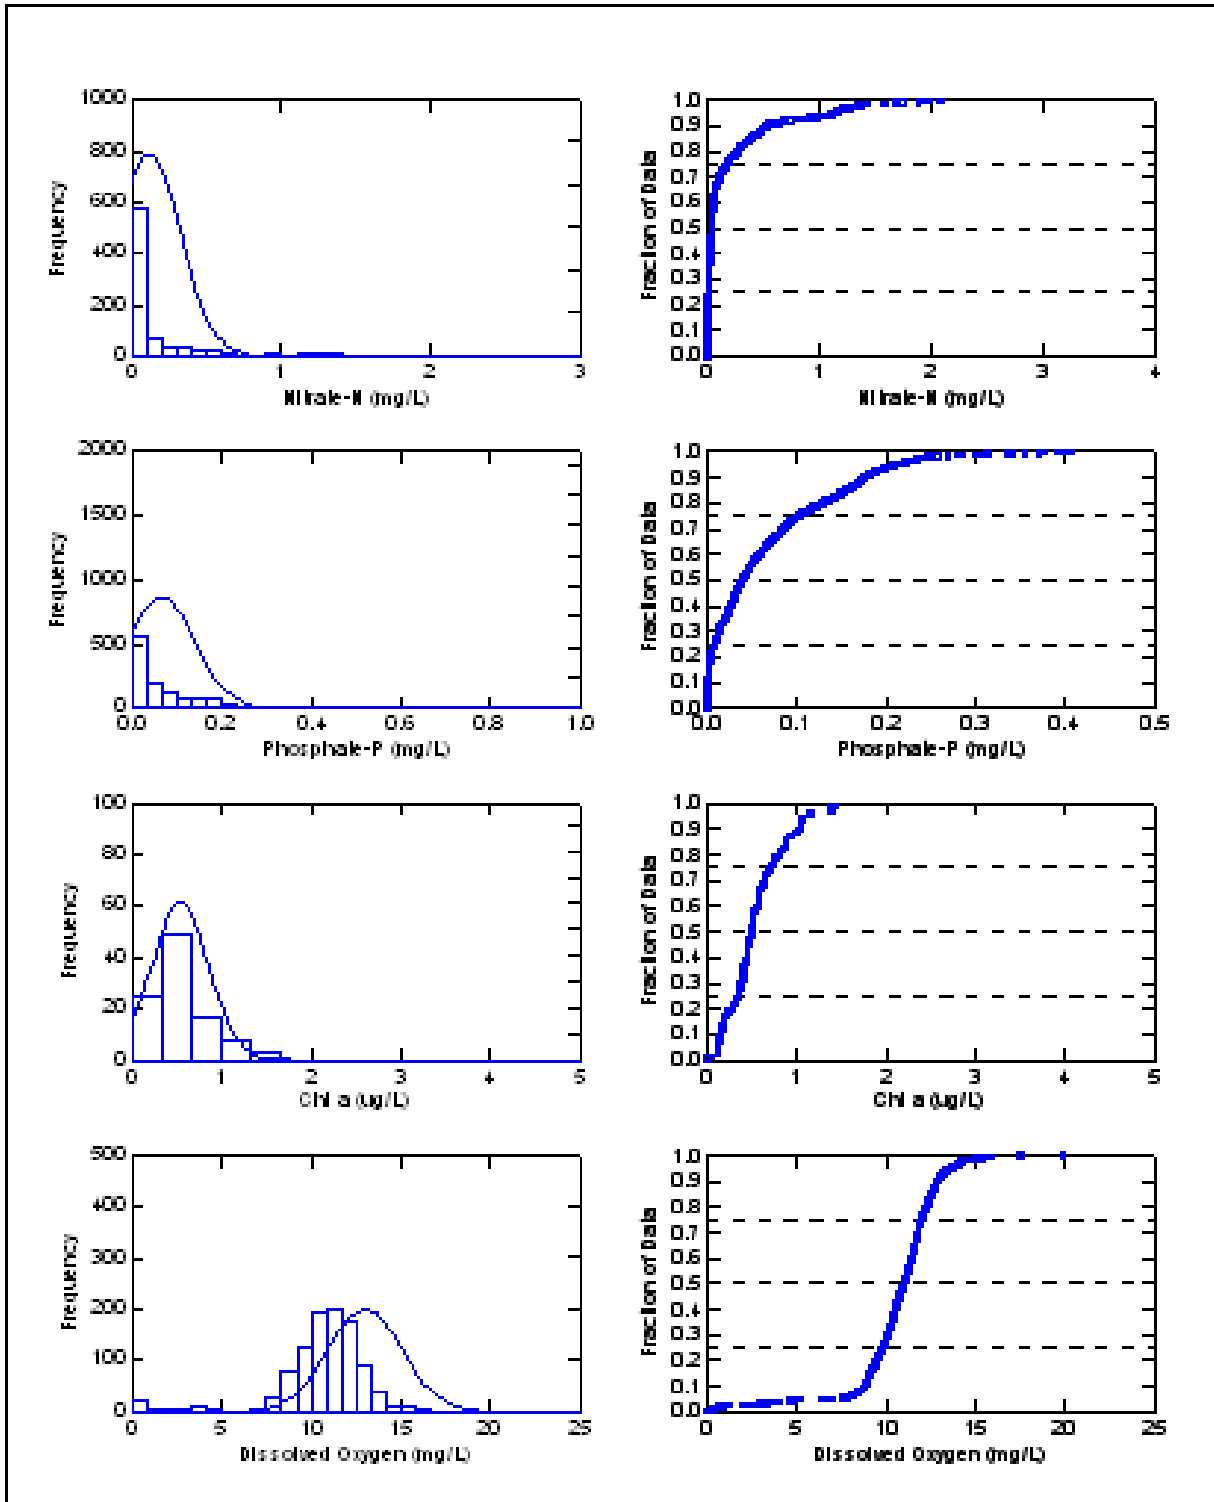 1000
800
600
400
200
0
Frequency
0 1 2 3
Nitrate-N (mg/L)
1.0
0.9
0.8
0.7
0.6
0.5
0.4
0.3
0.2
0.1
0.0
Fraction of Data
0 1 2 3 4
Nitrate-N (mg/L)
2000
1500
1000
500
0
Frequency
0.0 0.2 0.4 0.6 0.8 1.0
Phosphate-P (mg/L)
1.0
0.9
0.8
0.7
0.6
0.5
0.4
0.3
0.2
0.1
0.0
Fraction of Data
0.0 0.1 0.2 0.3 0.4 0.5
Phosphate-P (mg/L)
100
80
60
40
20
0
Frequency
0 1 2 3 4 5
Chl a (ug/L)
1.0
0.9
0.8
0.7
0.6
0.5
0.4
0.3
0.2
0.1
0.0
Fraction of Data
0 1 2 3 4 5
Chl a (ug/L)
500
400
300
200
100
0
Frequency
0 5 10 15 20 25
Dissolved Oxygen (mg/L)
1.0
0.9
0.8
0.7
0.6
0.5
0.4
0.3
0.2
0.1
0.0
Fraction of Data
0 5 10 15 20 25
Dissolved Oxygen (mg/L)